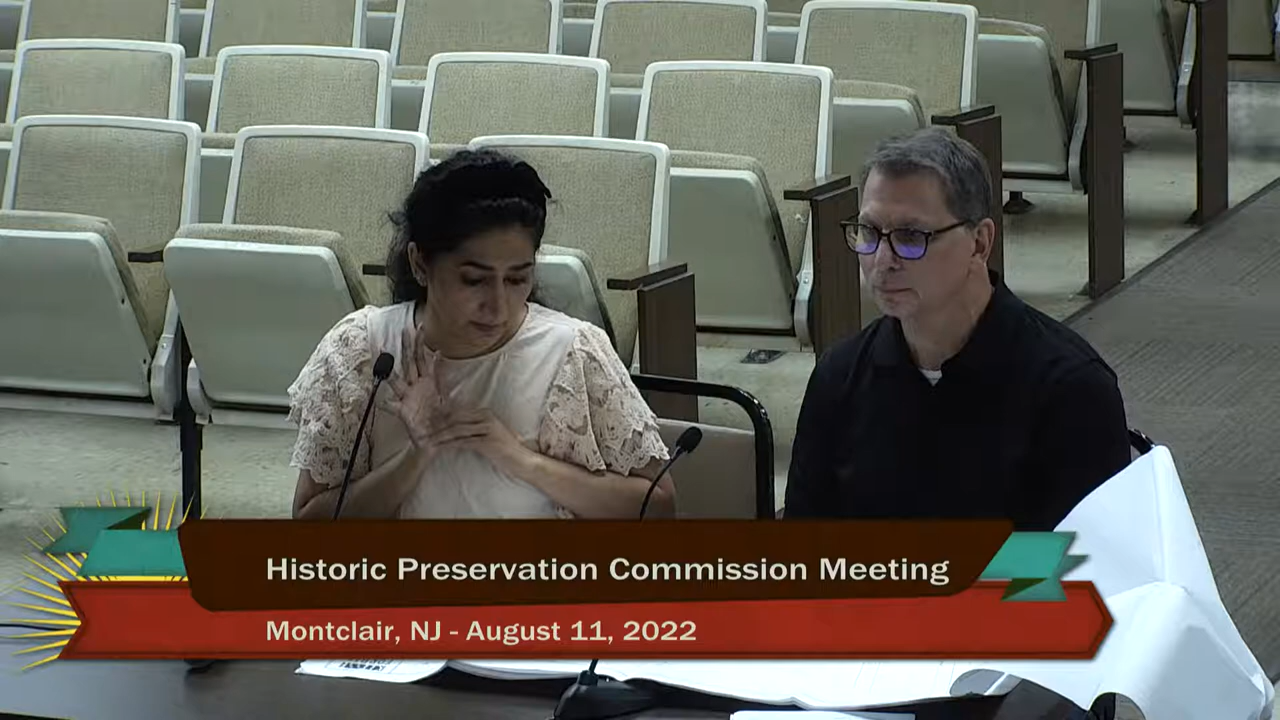 Historic Preservation Commission Meeting
Montclair, NJ - August 11, 2022